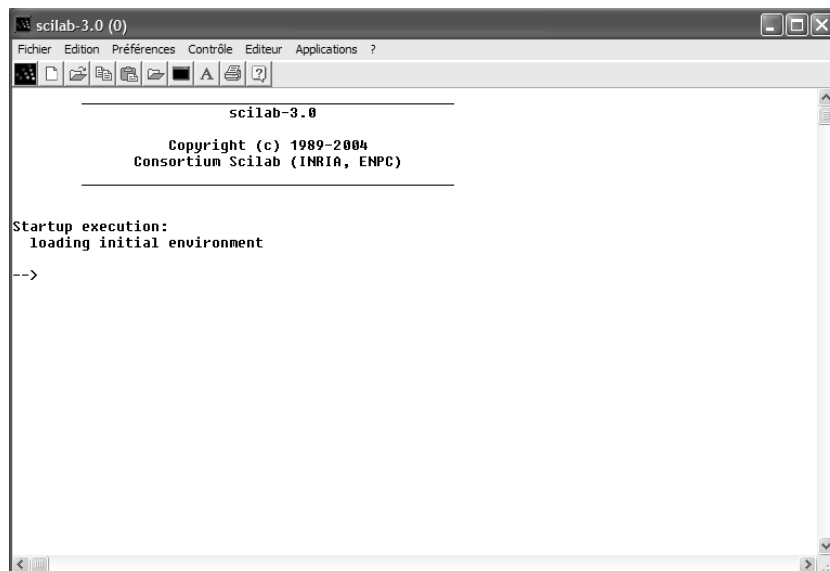 scilab-3.0 (0)
Fichier Edition Préférences Contrôle Editeur Applications ?
A ?
scilab-3.0
Copyright (c) 1989-2004
Consortium Scilab (INRIA, ENPC)
Startup execution:
loading initial environment
-->